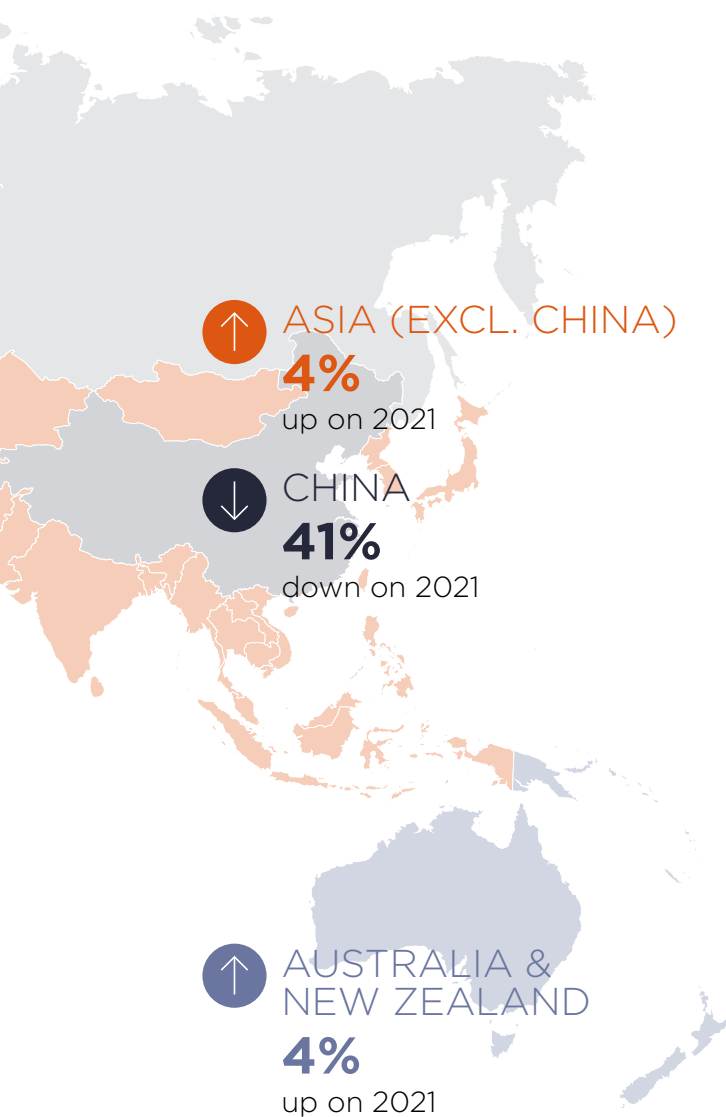 ASIA (EXCL. CHINA)
4%
up on 2021
CHINA
41%
down on 2021
AUSTRALIA &
NEW ZEALAND
4%
up on 2021